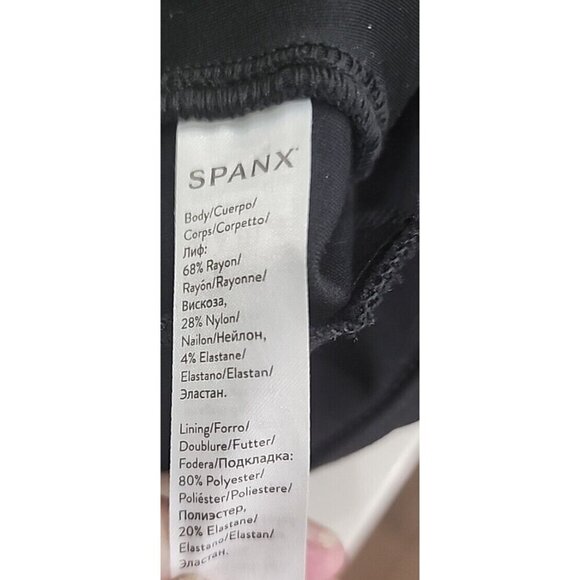 SPANX
Body/Cuerpo/
Corps/Corpetto/
Лиф:
68% Rayon/
Rayón/Rayonne/
Вискоза,
28% Nylon/
Nailon/Нейлон,
4% Elastane/
Elastano/Elastan/
Эластан.
Lining/Forro/
Doublure/Futter/
Fodera/Подкладка:
80% Polyester/
Poliéster/Poliestere/
Полиэстер,
20% Elastane/
Elastano/Elastan/
Эластан.